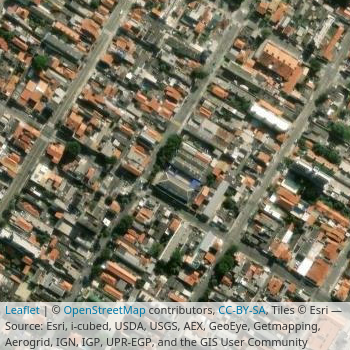 Leaflet | © OpenStreetMap contributors, CC-BY-SA, Tiles © Esri —
Source: Esri, i-cubed, USDA, USGS, AEX, GeoEye, Getmapping,
Aerogrid, IGN, IGP, UPR-EGP, and the GIS User Community